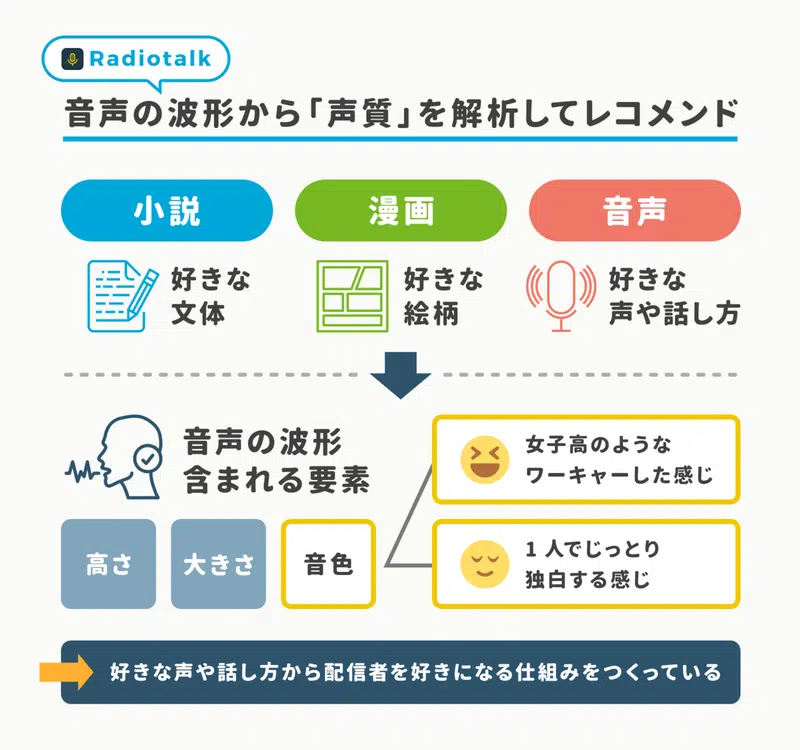 Radiotalk
音声の波形から「声質」を解析してレコメンド
小説
漫画
音声
好きな
文体
好きな
絵柄
好きな
声や話し方
音声の波形
含まれる要素
高さ
大きさ
音色
女子高のような
ワーキャーした感じ
1人でじっとり
独白する感じ
好きな声や話し方から配信者を好きになる仕組みをつくっている